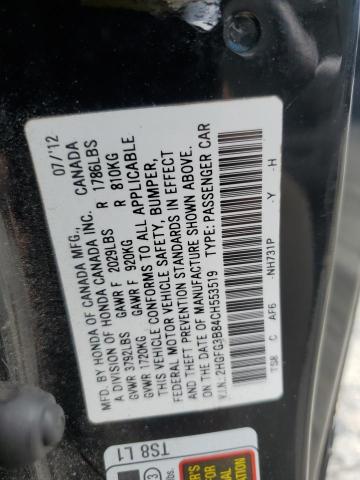 MFD. BY HONDA OF CANADA MFG., 07/'12
A DIVISION OF HONDA CANADA INC. CANADA
GVWR 3792LBS GAWR F 2029LBS R 1786LBS
GVWR 1720KG GAWR F 920KG R 810KG
THIS VEHICLE CONFORMS TO ALL APPLICABLE
FEDERAL MOTOR VEHICLE SAFETY, BUMPER,
AND THEFT PREVENTION STANDARDS IN EFFECT
ON THE DATE OF MANUFACTURE SHOWN ABOVE.
V.I.N. 2HGFG3B84CH553519 TYPE: PASSENGER CAR
TS8 C AF6 -NH731P -Y -H
TS8 L1